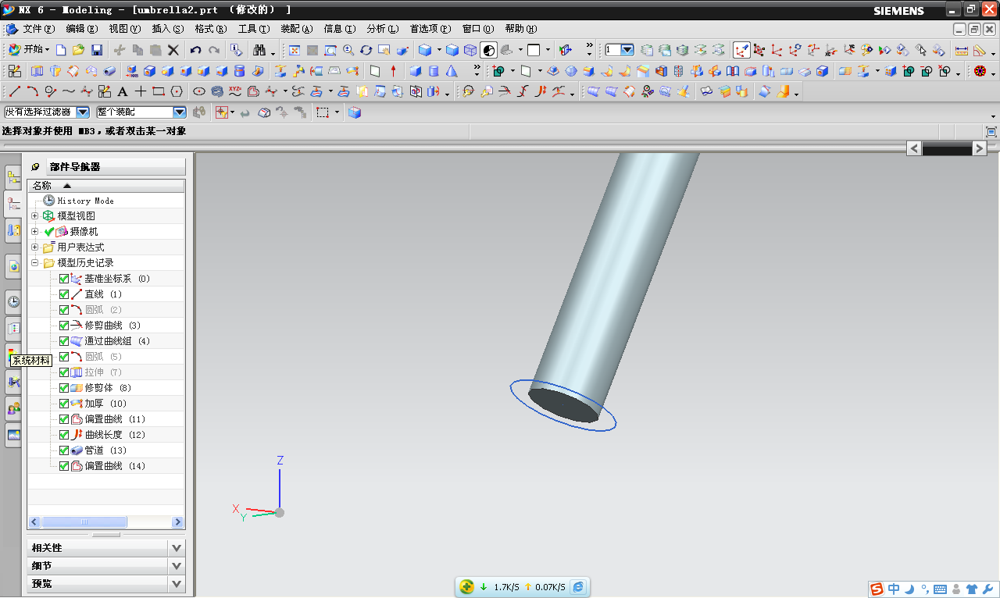 NX 6 - Modeling - [umbrella2.prt （修改的） ]
SIEMENS
文件(F) 编辑(E) 视图(V) 插入(S) 格式(R) 工具(T) 装配(A) 信息(I) 分析(L) 首选项(P) 窗口(O) 帮助(H)
开始 1
没有选择过滤器 整个装配
选择对象并使用 MB3，或者双击某一对象
部件导航器
名称
History Mode
模型视图
摄像机
用户表达式
模型历史记录
基准坐标系 (0)
直线 (1)
圆弧 (2)
修剪曲线 (3)
通过曲线组 (4)
圆弧 (5)
系统材料
拉伸 (7)
修剪体 (8)
加厚 (10)
偏置曲线 (11)
曲线长度 (12)
管道 (13)
偏置曲线 (14)
Z
X
Y
相关性
细节
预览
1.7K/S 0.07K/S
中